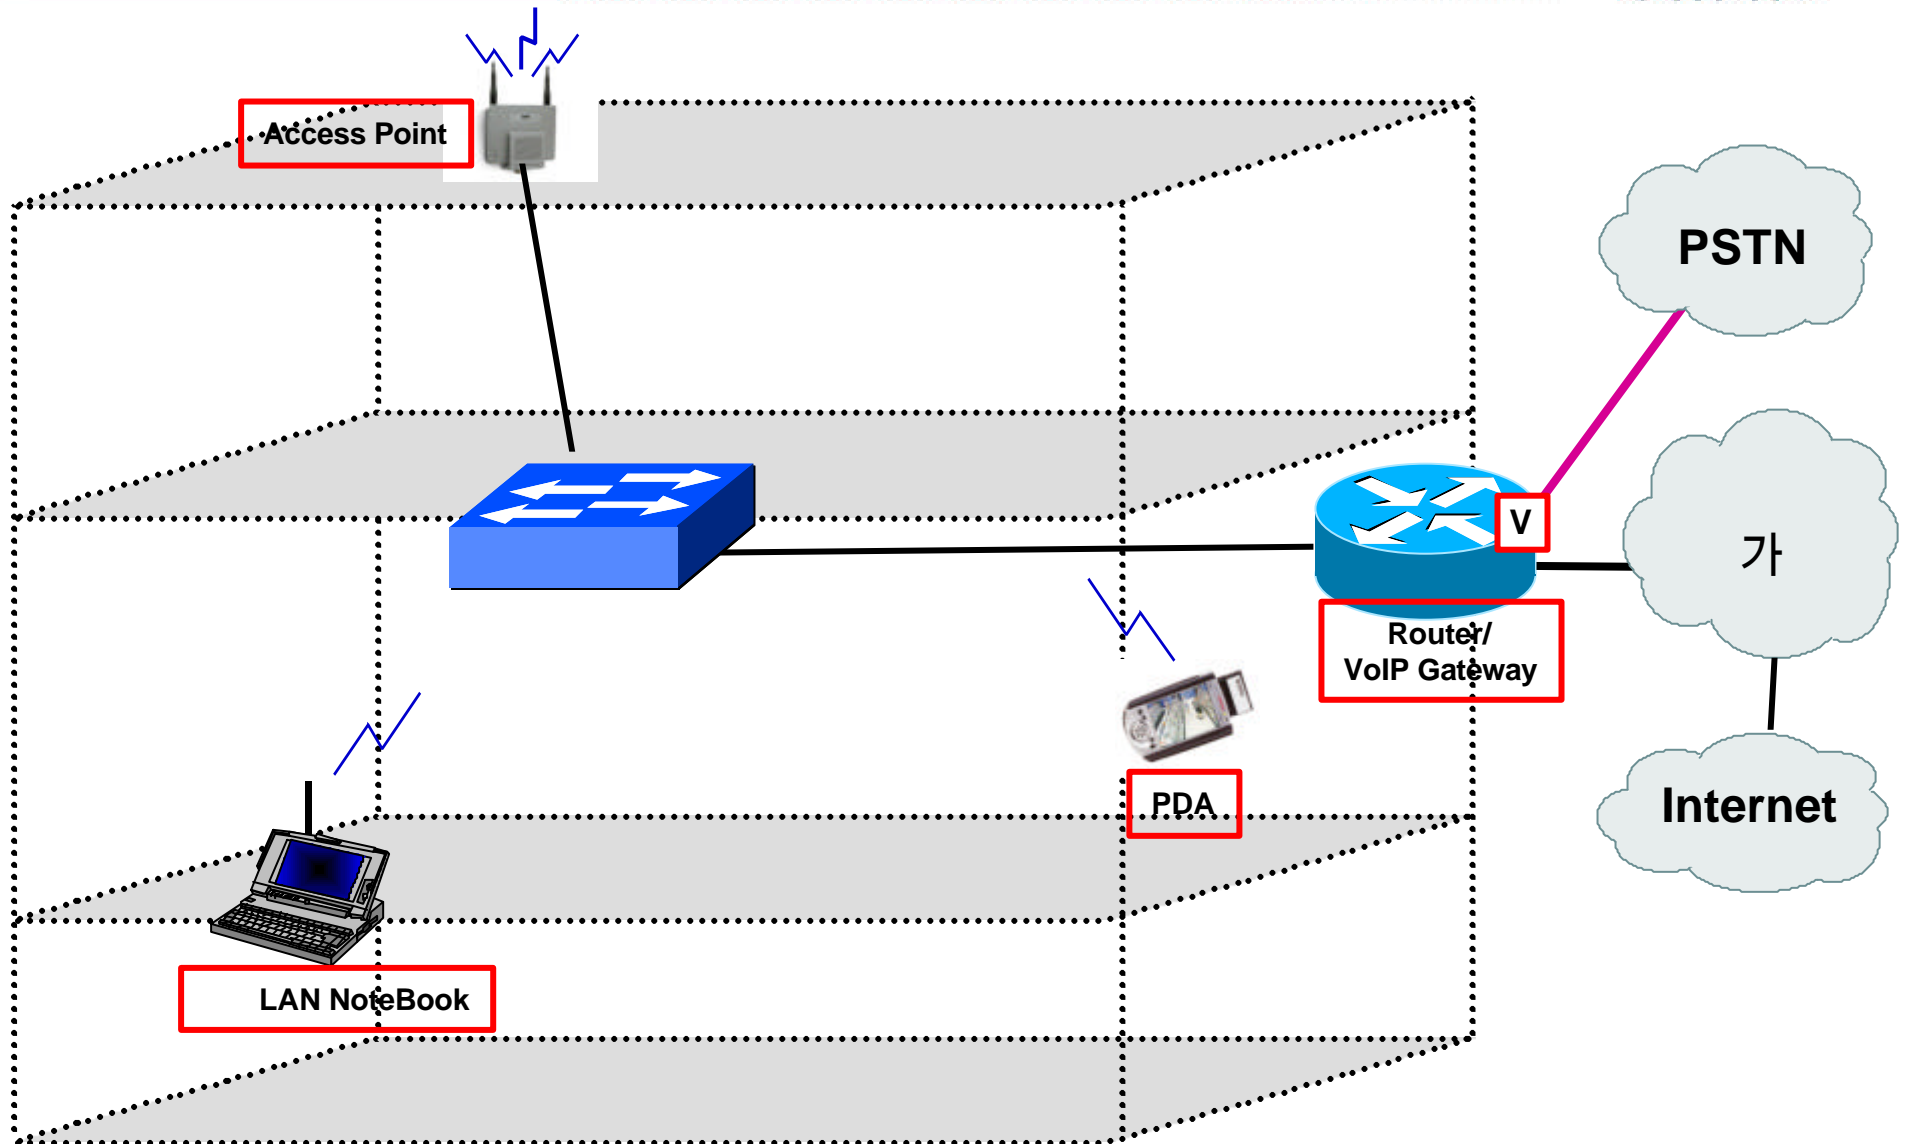 Access Point
PSTN
V
가
Router/
VoIP Gateway
PDA
Internet
LAN NoteBook